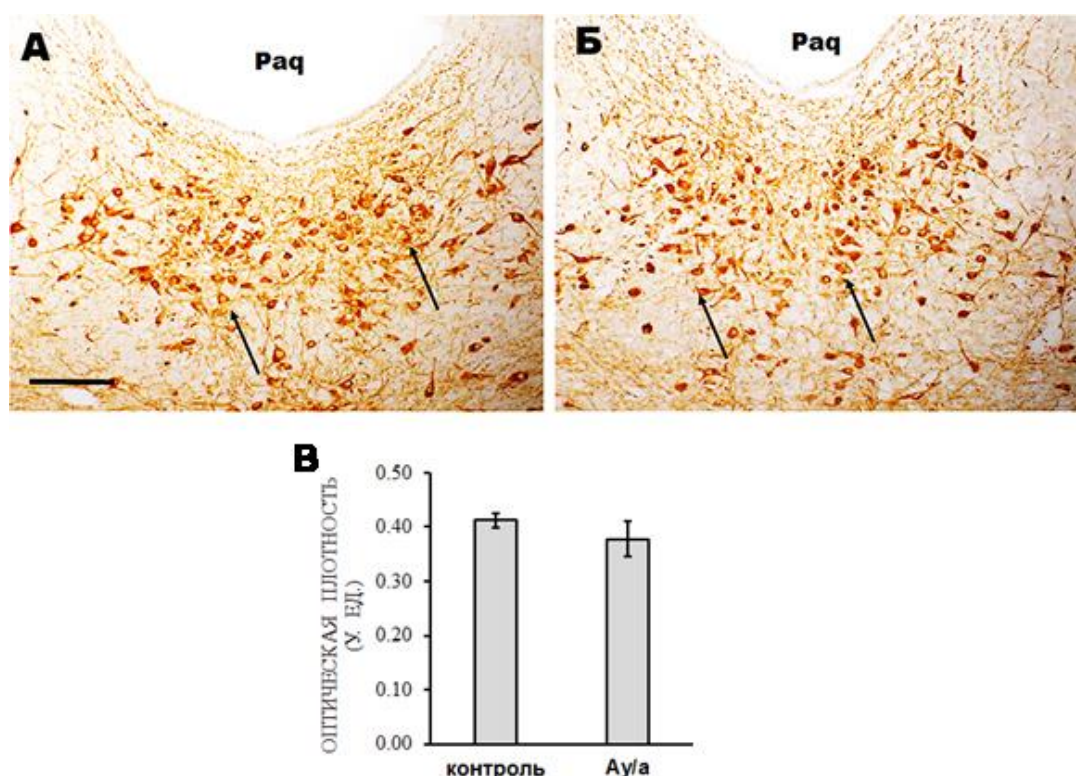 А
Paq
Б
Paq
В
ОПТИЧЕСКАЯ ПЛОТНОСТЬ
(У. ЕД.)
0.50
0.40
0.30
0.20
0.10
0.00
контроль
Ay/a